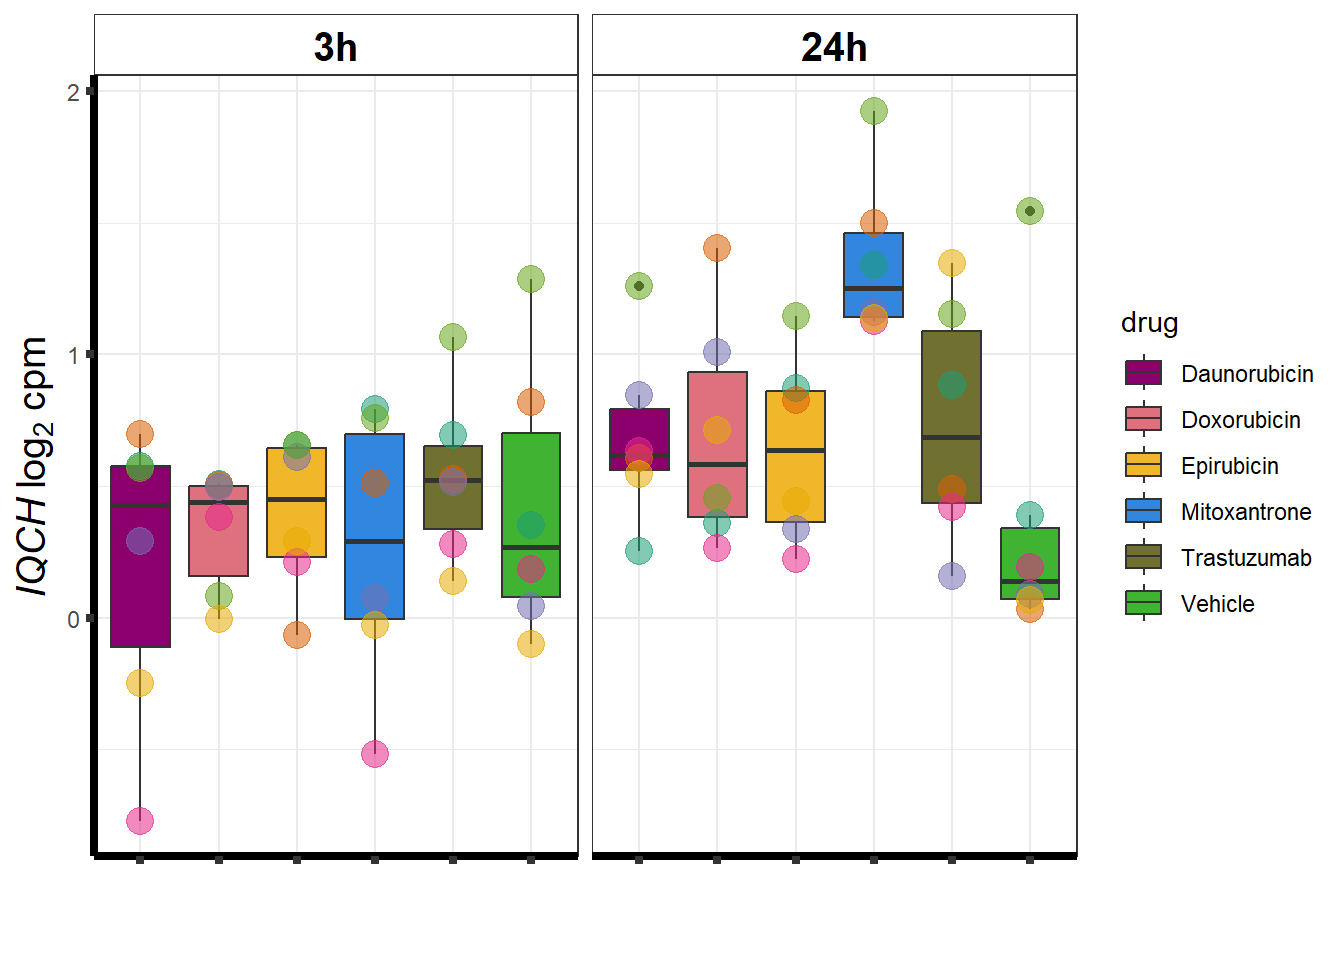 3h
24h
2
1
0
IQCH log2 cpm
drug
Daunorubicin
Doxorubicin
Epirubicin
Mitoxantrone
Trastuzumab
Vehicle